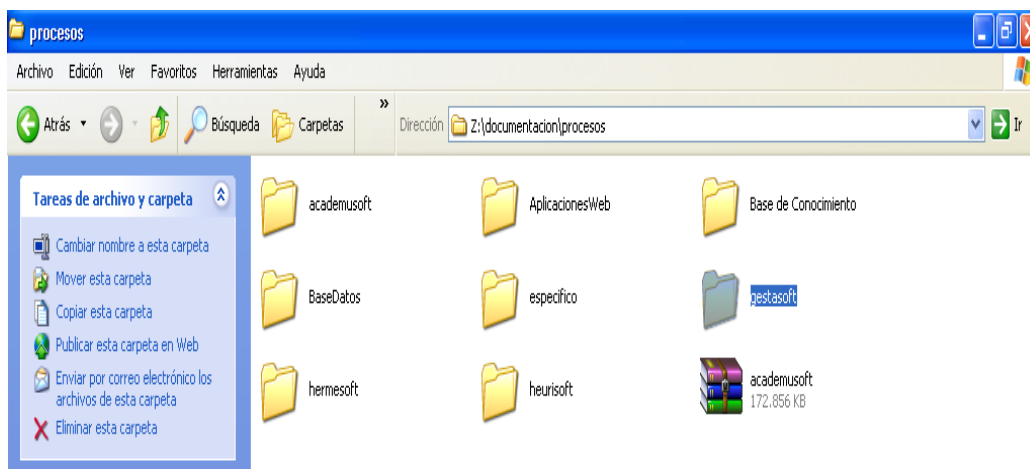 procesos
Archivo Edición Ver Favoritos Herramientas Ayuda
Atrás Búsqueda Carpetas » Dirección Z:\documentacion\procesos Ir
Tareas de archivo y carpeta
Cambiar nombre a esta carpeta
Mover esta carpeta
Copiar esta carpeta
Publicar esta carpeta en Web
Enviar por correo electrónico los
archivos de esta carpeta
Eliminar esta carpeta
academusoft AplicacionesWeb Base de Conocimiento
BaseDatos especifico gestasoft
hermesoft heurisoft academusoft
172.856 KB